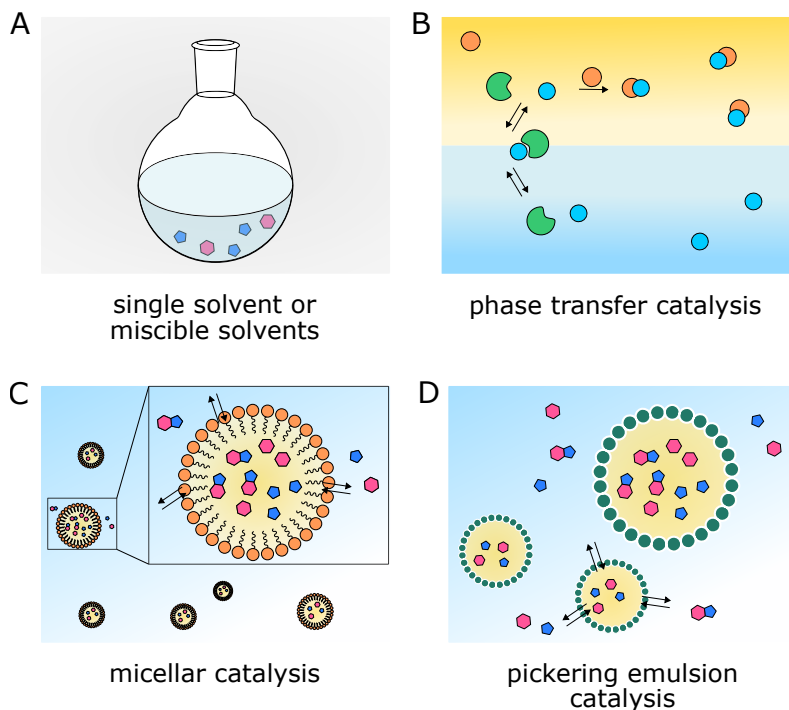 A
B
single solvent or
miscible solvents
phase transfer catalysis
C
D
micellar catalysis
pickering emulsion
catalysis